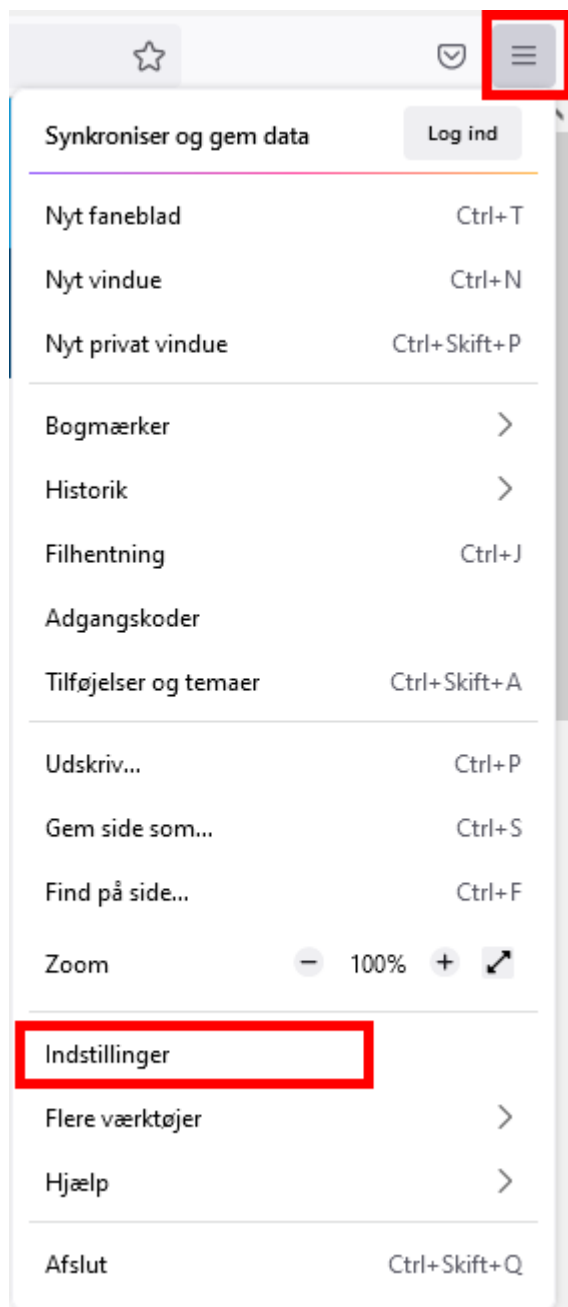 Synkroniser og gem data Log ind
Nyt faneblad Ctrl+T
Nyt vindue Ctrl+N
Nyt privat vindue Ctrl+Skift+P
Bogmærker
Historik
Filhentning Ctrl+J
Adgangskoder
Tilføjelser og temaer Ctrl+Skift+A
Udskriv... Ctrl+P
Gem side som... Ctrl+S
Find på side... Ctrl+F
Zoom − 100% +
Indstillinger
Flere værktøjer
Hjælp
Afslut Ctrl+Skift+Q